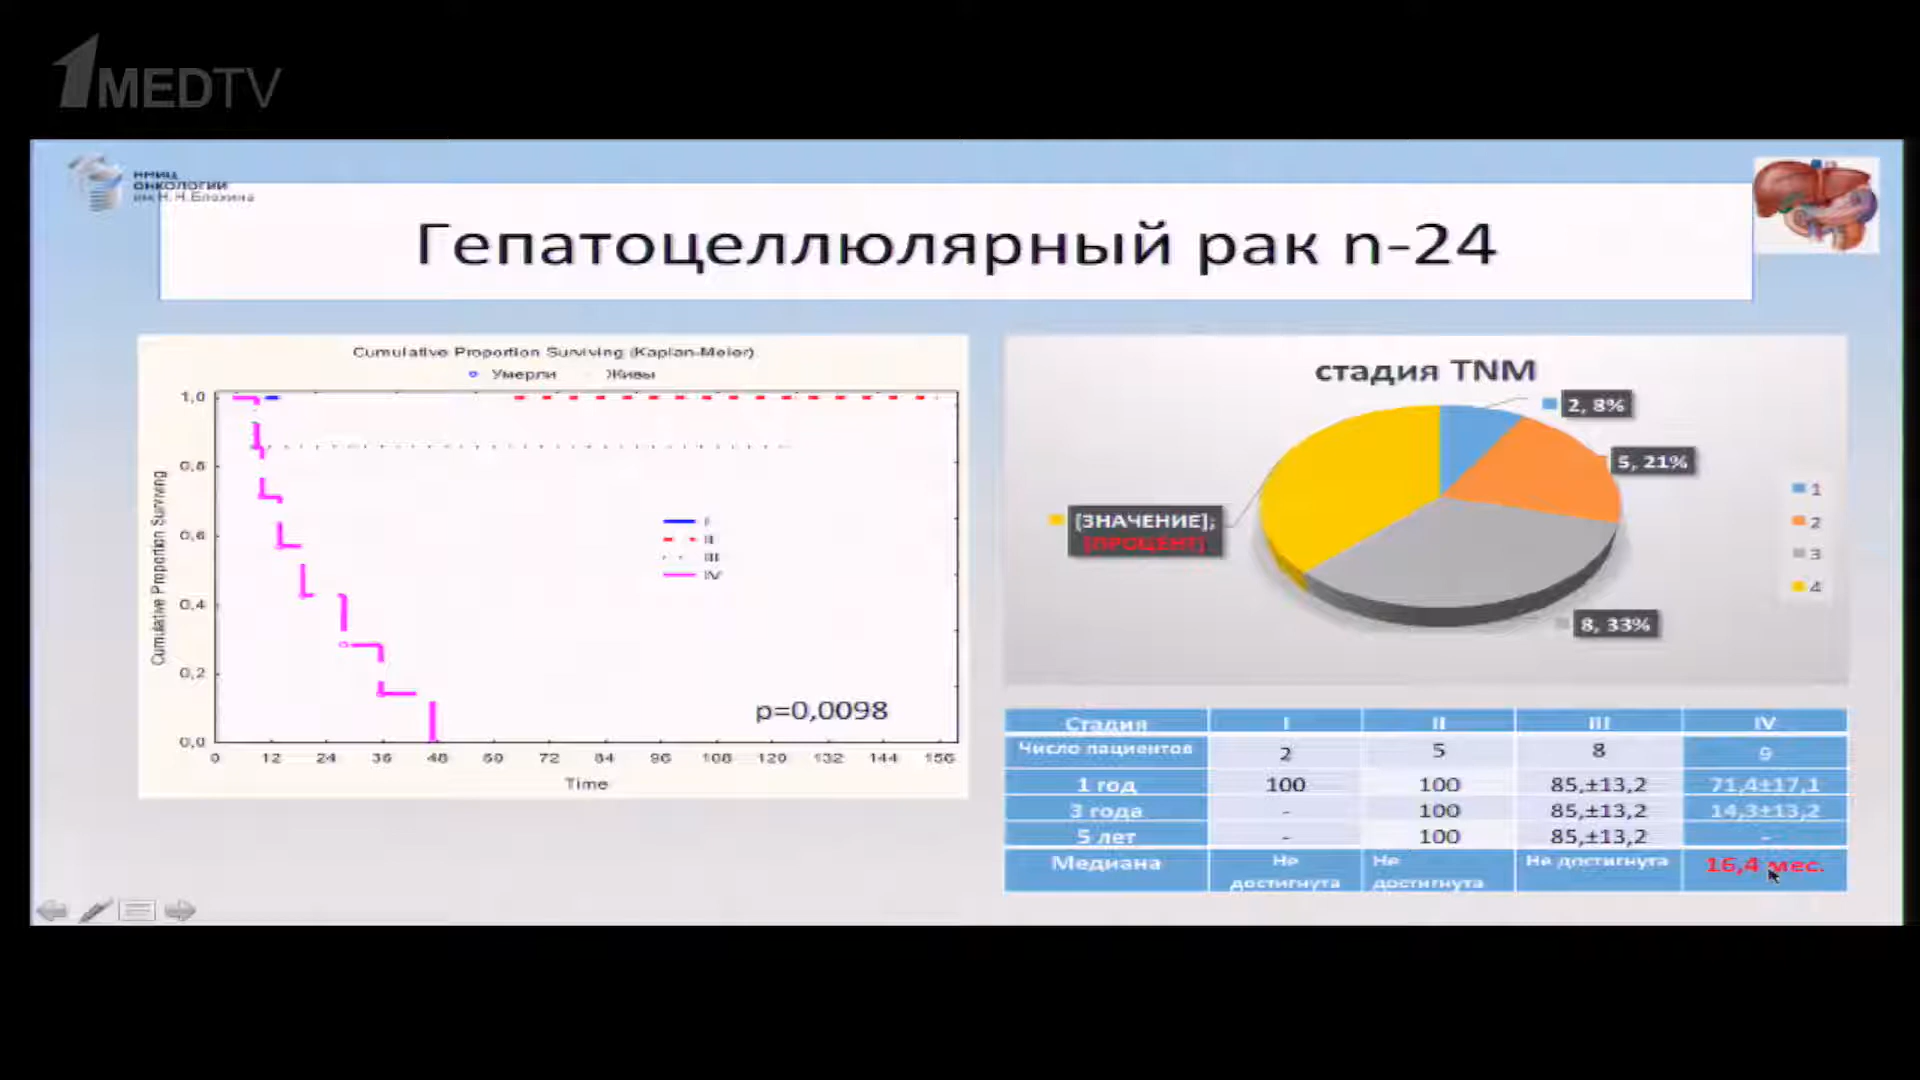 1MEDTV
НМИЦ
ОНКОЛОГИИ
им Н.Н.Блохина
Гепатоцеллюлярный рак n-24
Cumulative Proportion Surviving (Kaplan-Meier)
Умерли Живы
Cumulative Proportion Surviving
1,0
0,8
0,6
0,4
0,2
0,0
I
II
III
IV
p=0,0098
0 12 24 36 48 60 72 84 96 108 120 132 144 156
Time
стадия TNM
2, 8%
5, 21%
[ЗНАЧЕНИЕ];
[ПРОЦЕНТ]
8, 33%
1
2
3
4
Стадия I II III IV
Число пациентов 2 5 8 9
1 год 100 100 85,±13,2 71,4±17,1
3 года - 100 85,±13,2 14,3±13,2
5 лет - 100 85,±13,2 -
Медиана Не достигнута Не достигнута Не достигнута 16,4 мес.